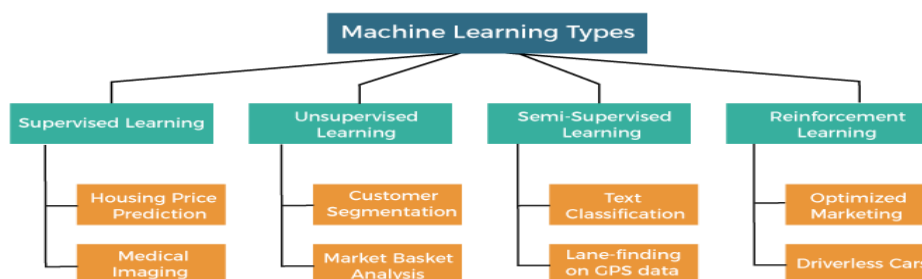 Machine Learning Types
Supervised Learning
Unsupervised
Learning
Semi-Supervised
Learning
Reinforcement
Learning
Housing Price
Prediction
Customer
Segmentation
Text
Classification
Optimized
Marketing
Medical
Imaging
Market Basket
Analysis
Lane-finding
on GPS data
Driverless Cars